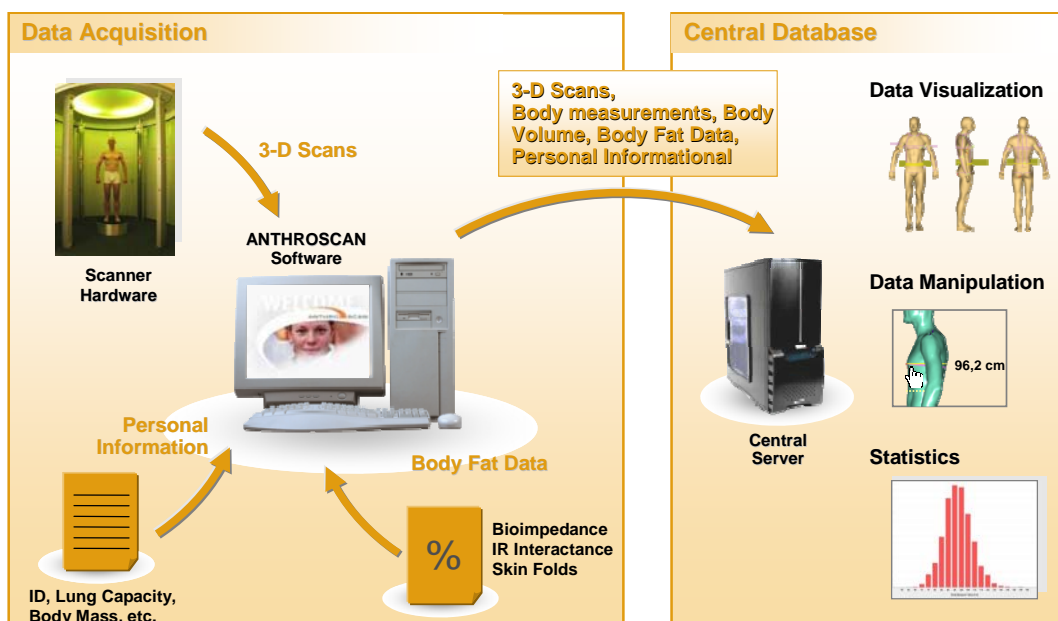 Data Acquisition
3-D Scans
Scanner
Hardware
ANTHROSCAN
Software
WELCOME
Personal
Information
ID, Lung Capacity,
Body Mass, etc.
Body Fat Data
%
Bioimpedance
IR Interactance
Skin Folds
3-D Scans,
Body measurements, Body
Volume, Body Fat Data,
Personal Informational
Central Database
Central
Server
Data Visualization
Data Manipulation
96,2 cm
Statistics